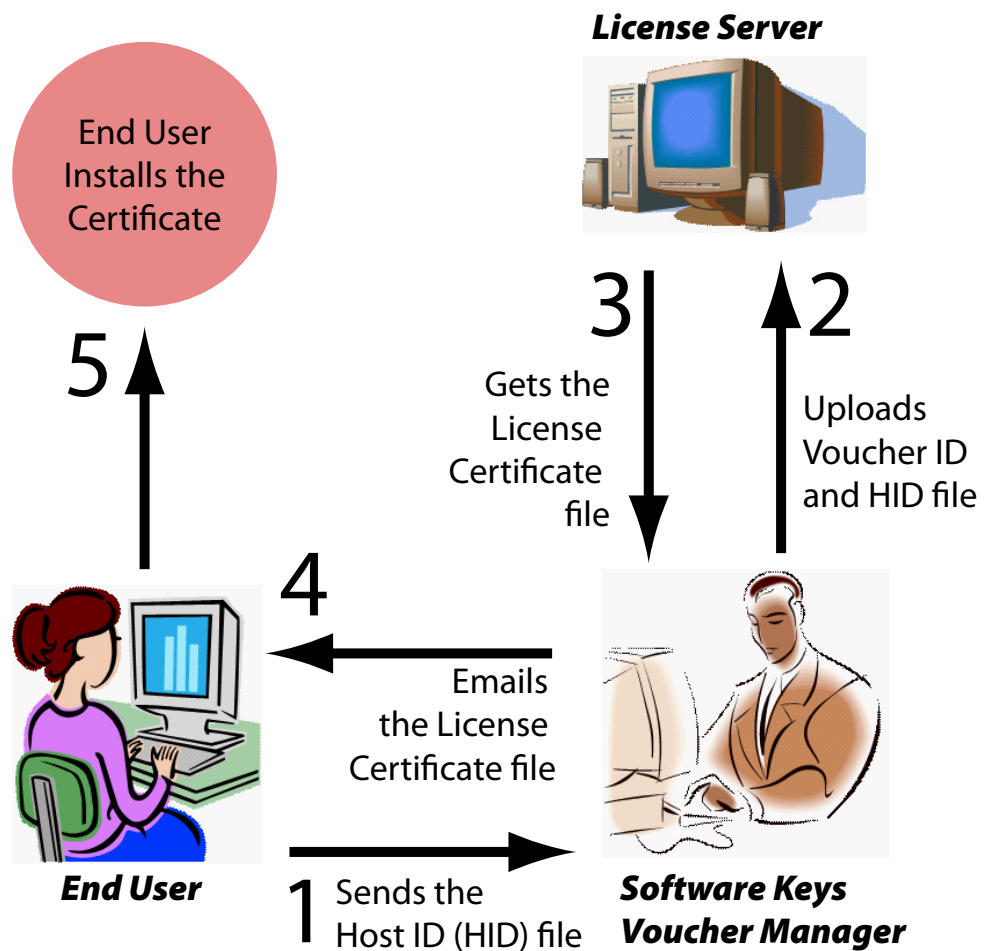 License Server
End User
Installs the
Certificate
3
2
5
Gets the
License
Certificate
file
Uploads
Voucher ID
and HID file
4
Emails
the License
Certificate file
End User
1
Sends the
Host ID (HID) file
Software Keys
Voucher Manager